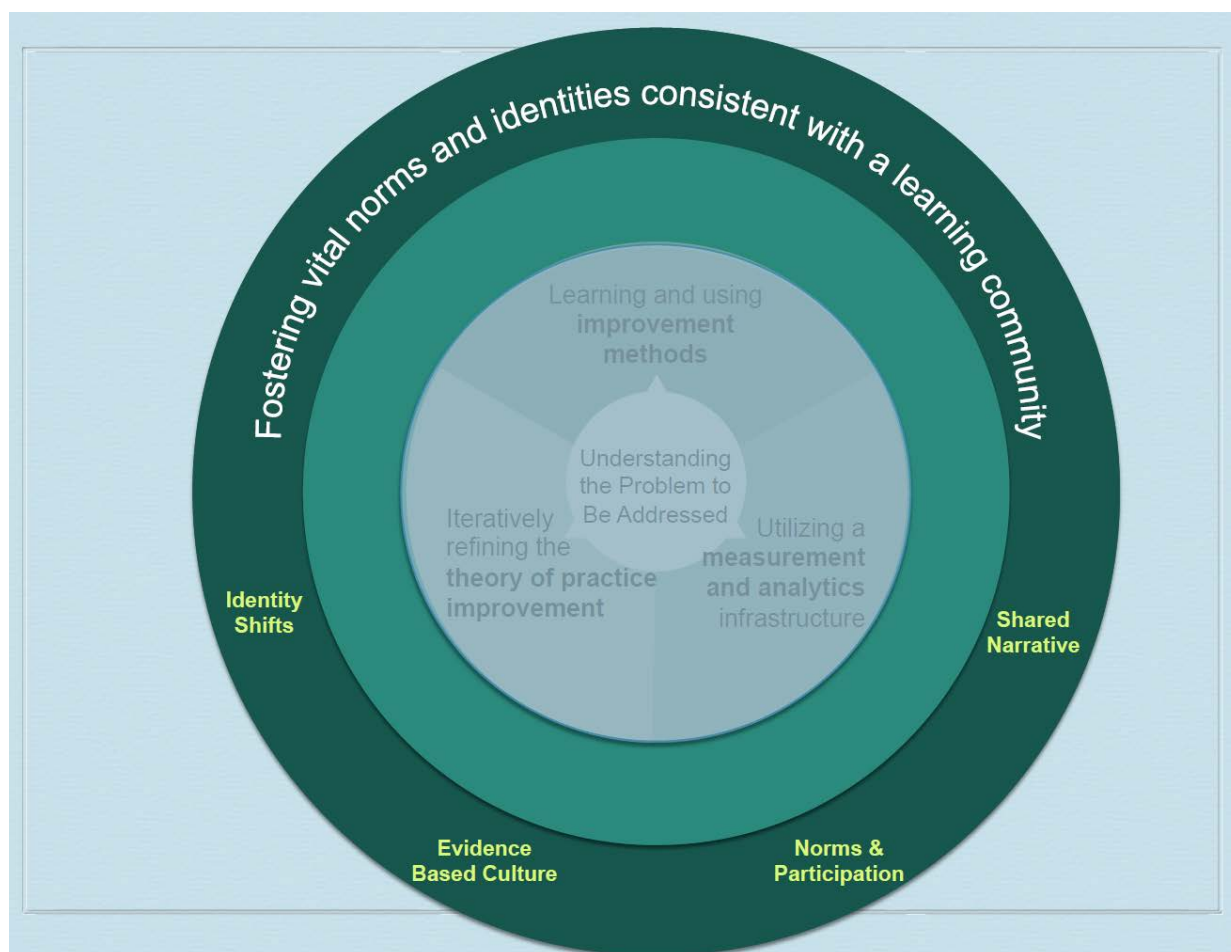 Fostering vital norms and identities consistent with a learning community
Learning and using
improvement
methods
Understanding
the Problem to
Be Addressed
Iteratively
refining the
theory of practice
improvement
Utilizing a
measurement
and analytics
infrastructure
Identity
Shifts
Shared
Narrative
Evidence
Based Culture
Norms &
Participation